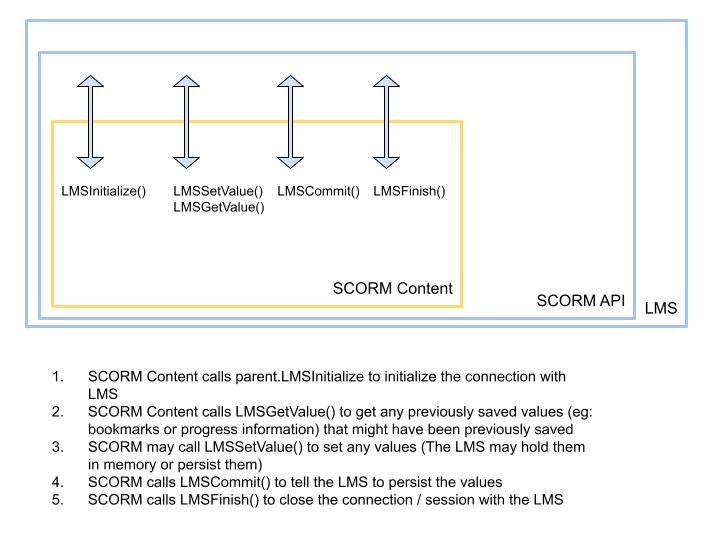 LMSInitialize()
LMSSetValue()
LMSGetValue()
LMSCommit()
LMSFinish()
SCORM Content
SCORM API
LMS
1. SCORM Content calls parent.LMSInitialize to initialize the connection with
LMS
2. SCORM Content calls LMSGetValue() to get any previously saved values (eg:
bookmarks or progress information) that might have been previously saved
3. SCORM may call LMSSetValue() to set any values (The LMS may hold them
in memory or persist them)
4. SCORM calls LMSCommit() to tell the LMS to persist the values
5. SCORM calls LMSFinish() to close the connection / session with the LMS